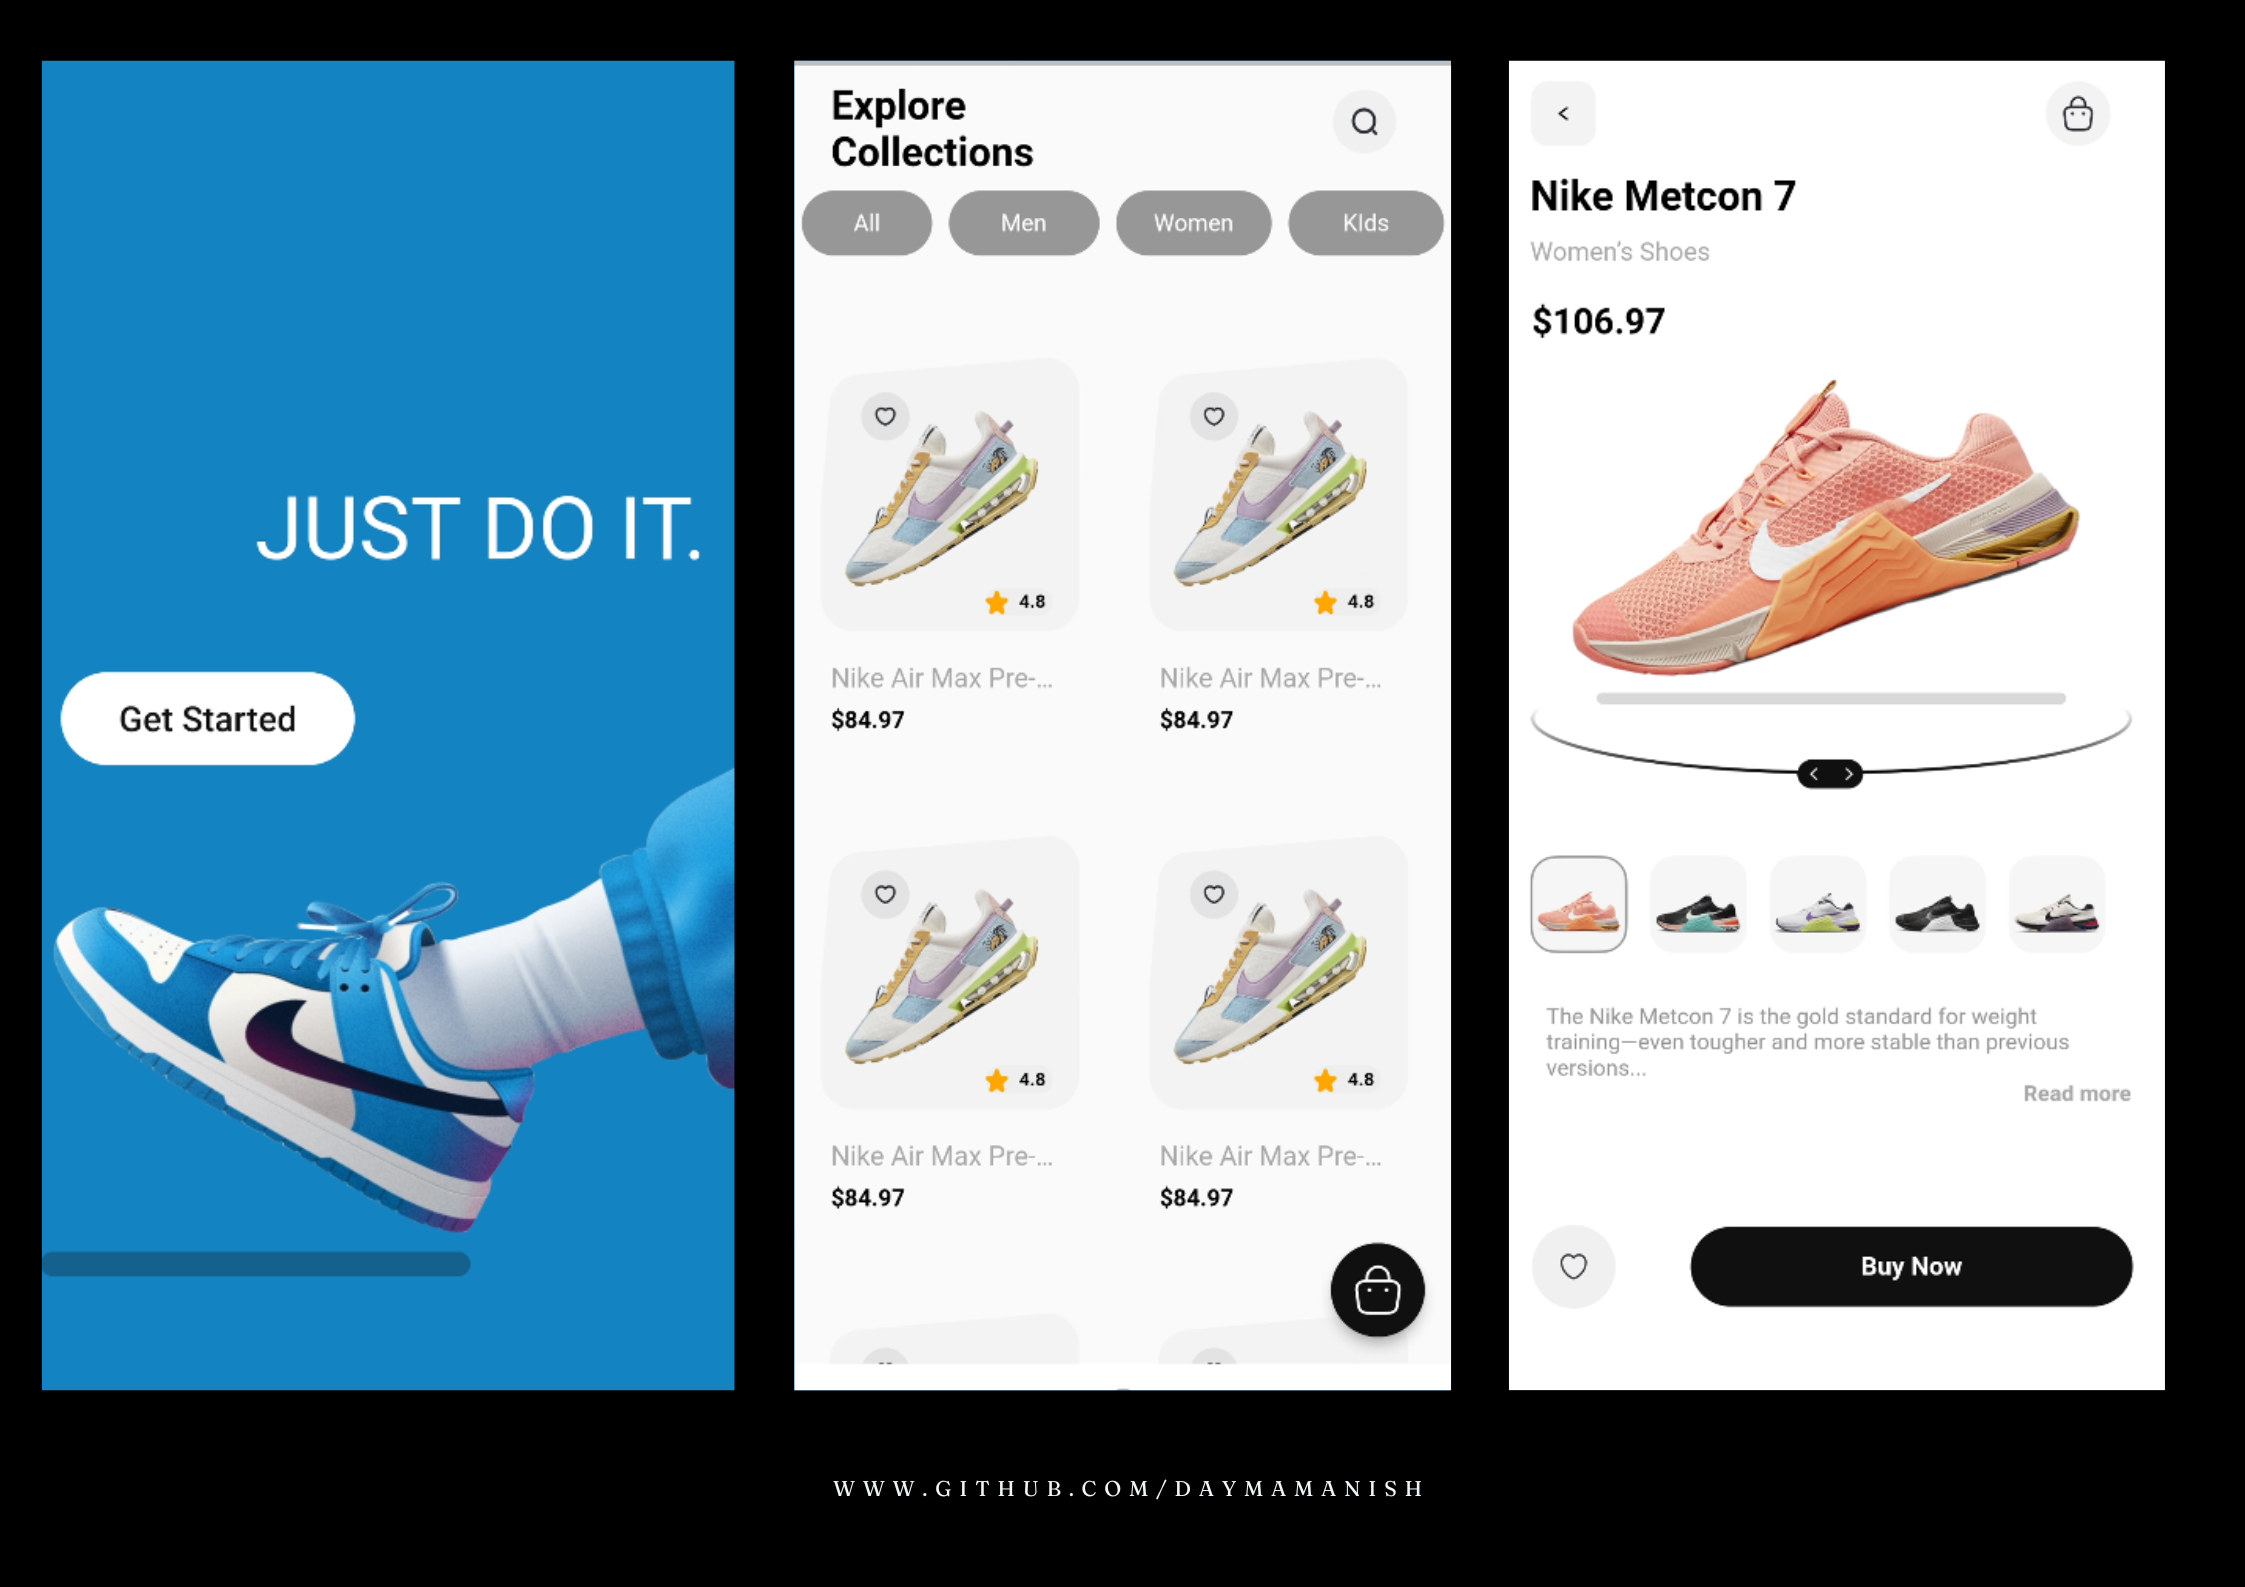 JUST DO IT.
Get Started
Explore
Collections
All Men Women KIds
4.8 4.8
Nike Air Max Pre-... Nike Air Max Pre-...
$84.97 $84.97
4.8 4.8
Nike Air Max Pre-... Nike Air Max Pre-...
$84.97 $84.97
Nike Metcon 7
Women's Shoes
$106.97
The Nike Metcon 7 is the gold standard for weight
training—even tougher and more stable than previous
versions...
Read more
Buy Now
WWW.GITHUB.COM/DAYMAMANISH